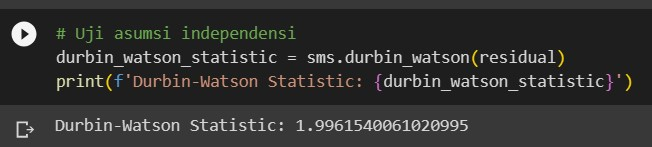 # Uji asumsi independensi
durbin_watson_statistic = sms.durbin_watson(residual)
print(f'Durbin-Watson Statistic: {durbin_watson_statistic}')
Durbin-Watson Statistic: 1.9961540061020995